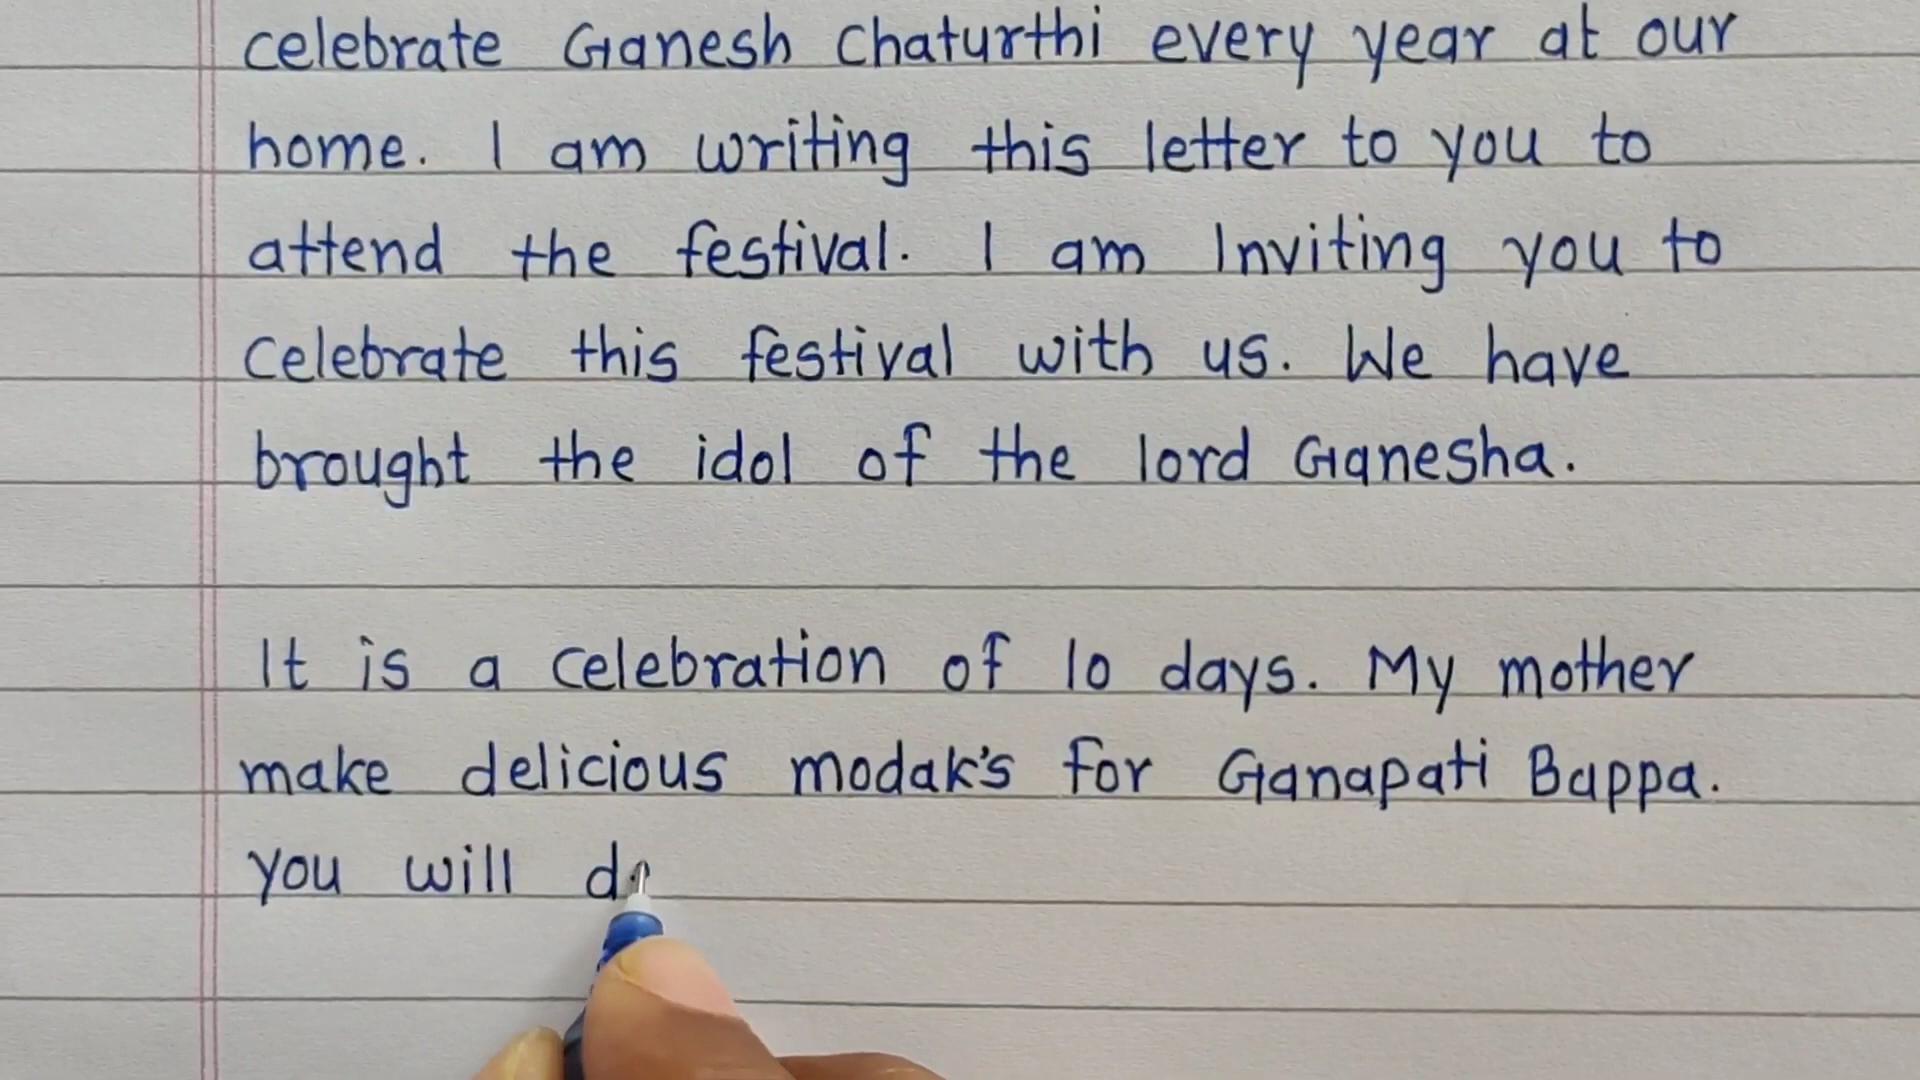 celebrate Ganesh Chaturthi every year at our
home. I am writing this letter to you to
attend the festival. I am Inviting you to
Celebrate this festival with us. We have
brought the idol of the lord Ganesha.
It is a celebration of 10 days. My mother
make delicious modak's for Ganapati Bappa.
you will